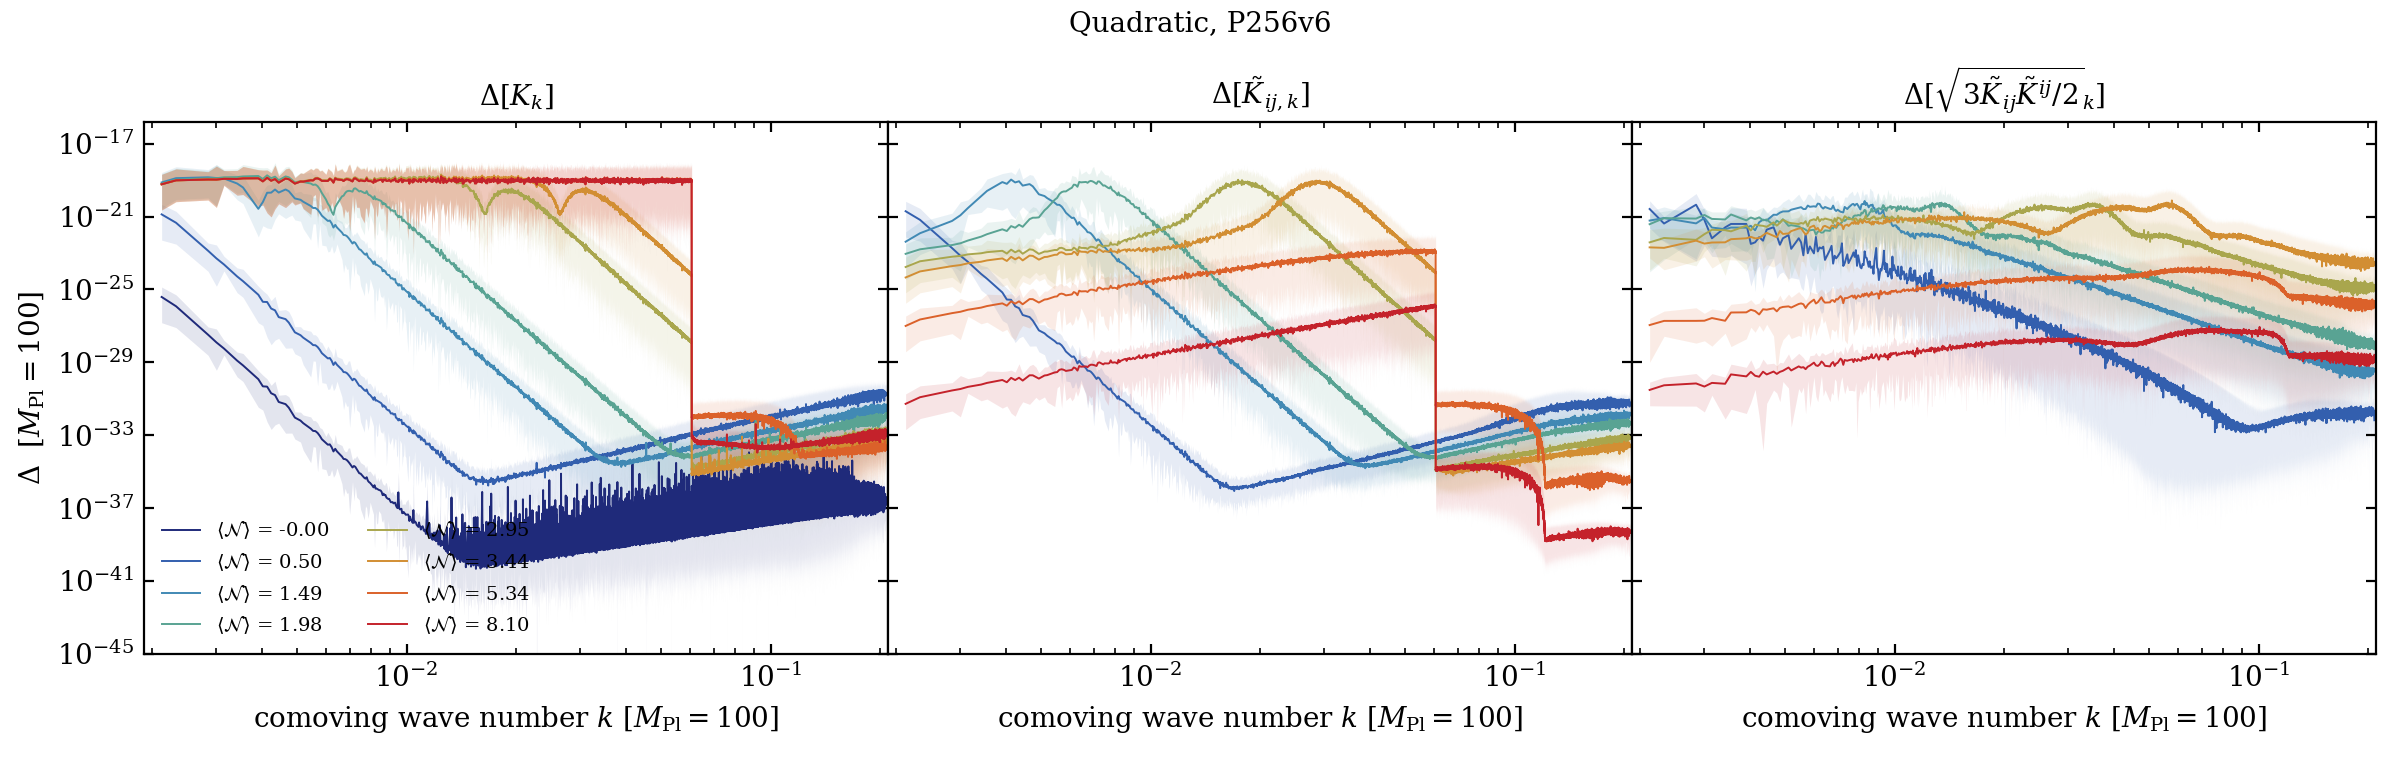 Quadratic, P256v6
Δ[K_k]
Δ[K̃_{ij, k}]
Δ[√(3K̃_{ij}K̃^{ij}/2)_k]
Δ [M_Pl = 100]
10^{-17}
10^{-21}
10^{-25}
10^{-29}
10^{-33}
10^{-37}
10^{-41}
10^{-45}
⟨𝒩⟩ = -0.00
⟨𝒩⟩ = 0.50
⟨𝒩⟩ = 1.49
⟨𝒩⟩ = 1.98
⟨𝒩⟩ = 2.95
⟨𝒩⟩ = 3.44
⟨𝒩⟩ = 5.34
⟨𝒩⟩ = 8.10
10^{-2} 10^{-1}
10^{-2} 10^{-1}
10^{-2} 10^{-1}
comoving wave number k [M_Pl = 100]
comoving wave number k [M_Pl = 100]
comoving wave number k [M_Pl = 100]